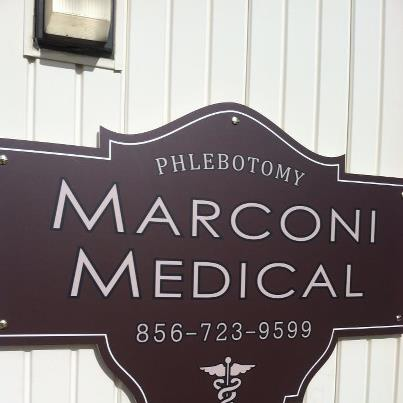 PHLEBOTOMY
MARCONI
MEDICAL
856-723-9599